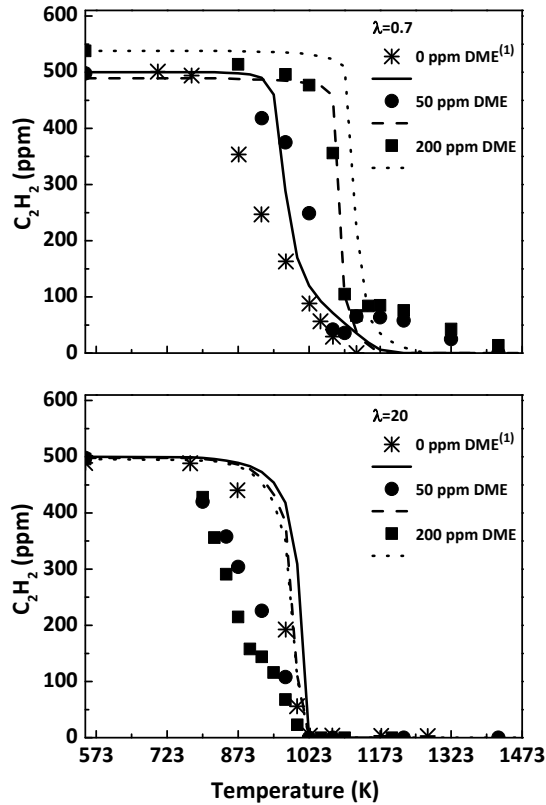 600
500
400
300
200
100
0
C₂H₂ (ppm)
λ=0.7
0 ppm DME⁽¹⁾
50 ppm DME
200 ppm DME
600
500
400
300
200
100
0
C₂H₂ (ppm)
λ=20
0 ppm DME⁽¹⁾
50 ppm DME
200 ppm DME
573 723 873 1023 1173 1323 1473
Temperature (K)